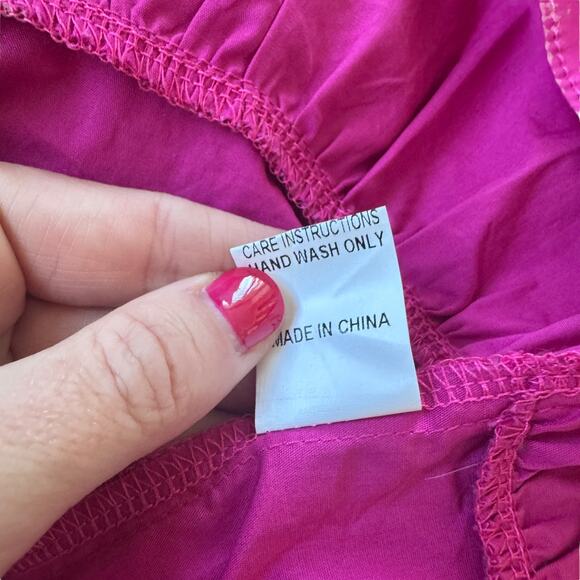 CARE INSTRUCTIONS
HAND WASH ONLY
MADE IN CHINA